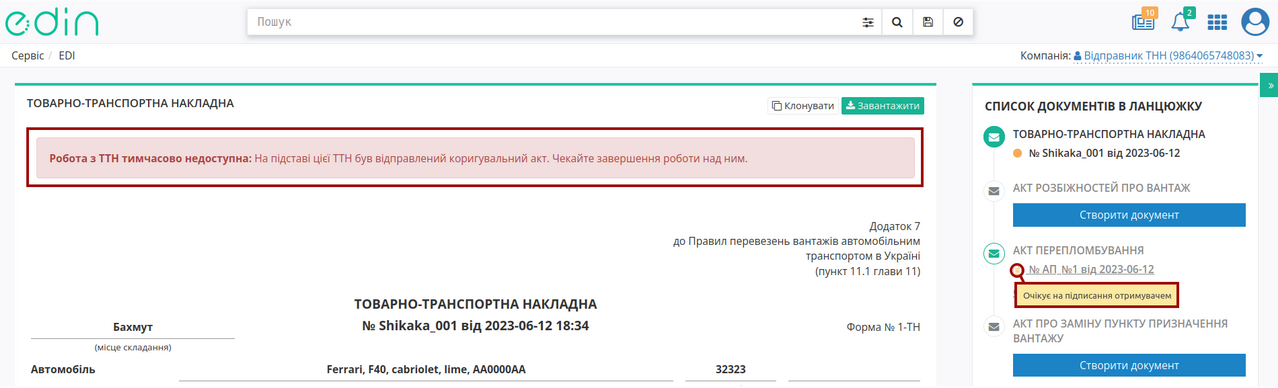 edin
Пошук
10
2
Сервіс / EDI
Компанія: Відправник ТНН (9864065748083)
ТОВАРНО-ТРАНСПОРТНА НАКЛАДНА
Клонувати
Завантажити
Робота з ТТН тимчасово недоступна: На підставі цієї ТТН був відправлений коригувальний акт. Чекайте завершення роботи над ним.
Додаток 7
до Правил перевезень вантажів автомобільним
транспортом в Україні
(пункт 11.1 глави 11)
ТОВАРНО-ТРАНСПОРТНА НАКЛАДНА
Бахмут
№ Shikaka_001 від 2023-06-12 18:34
Форма № 1-ТН
(місце складання)
Автомобіль
Ferrari, F40, cabriolet, lime, AA0000AA
32323
»
СПИСОК ДОКУМЕНТІВ В ЛАНЦЮЖКУ
ТОВАРНО-ТРАНСПОРТНА НАКЛАДНА
№ Shikaka_001 від 2023-06-12
АКТ РОЗБІЖНОСТЕЙ ПРО ВАНТАЖ
Створити документ
АКТ ПЕРЕПЛОМБУВАННЯ
№ АП_№1 від 2023-06-12
Очікує на підписання отримувачем
АКТ ПРО ЗАМІНУ ПУНКТУ ПРИЗНАЧЕННЯ
ВАНТАЖУ
Створити документ